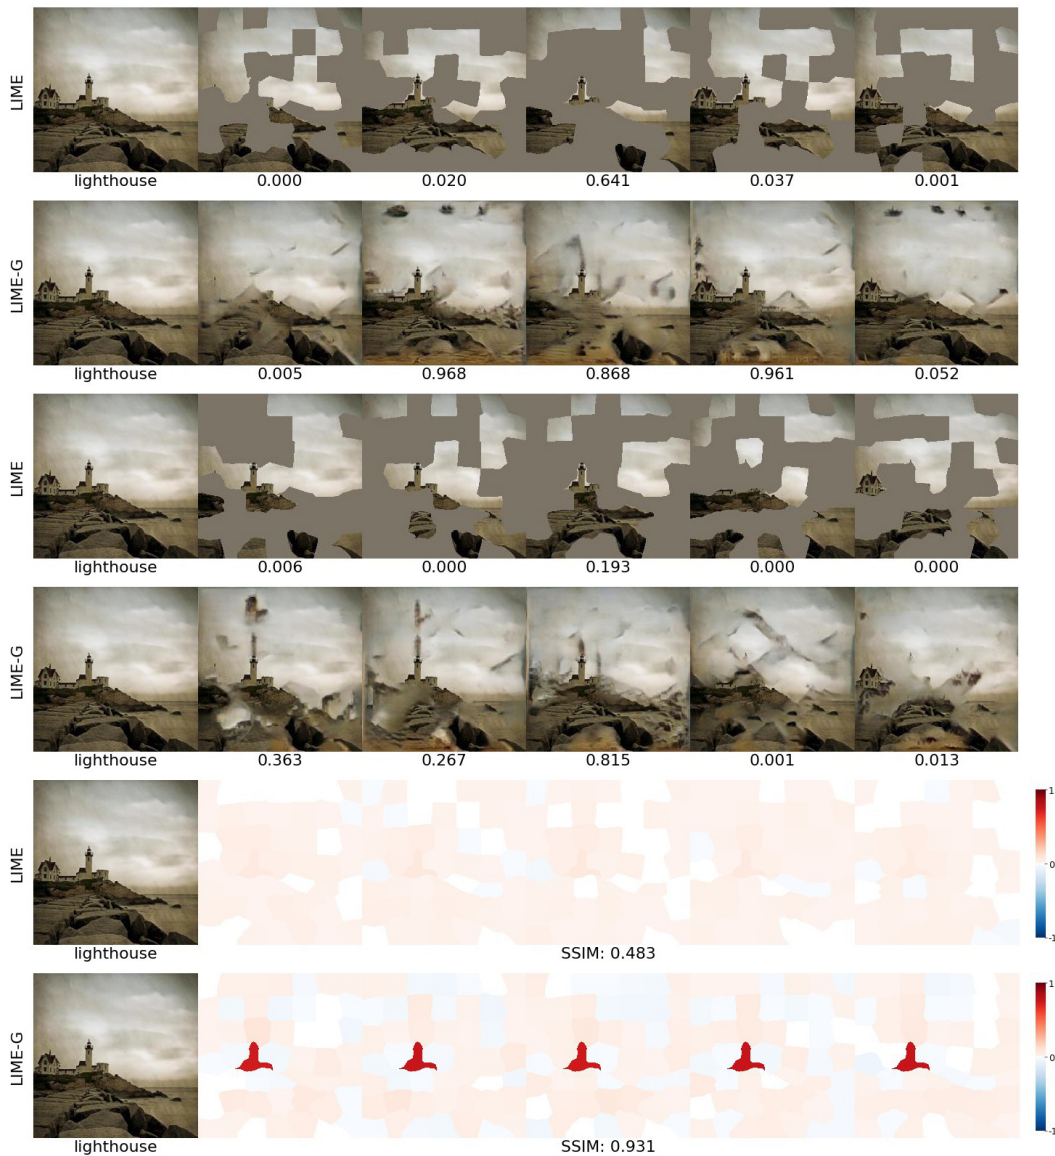 LIME
lighthouse 0.000 0.020 0.641 0.037 0.001
LIME-G
lighthouse 0.005 0.968 0.868 0.961 0.052
LIME
lighthouse 0.006 0.000 0.193 0.000 0.000
LIME-G
lighthouse 0.363 0.267 0.815 0.001 0.013
LIME
1
0
-1
lighthouse SSIM: 0.483
LIME-G
1
0
-1
lighthouse SSIM: 0.931